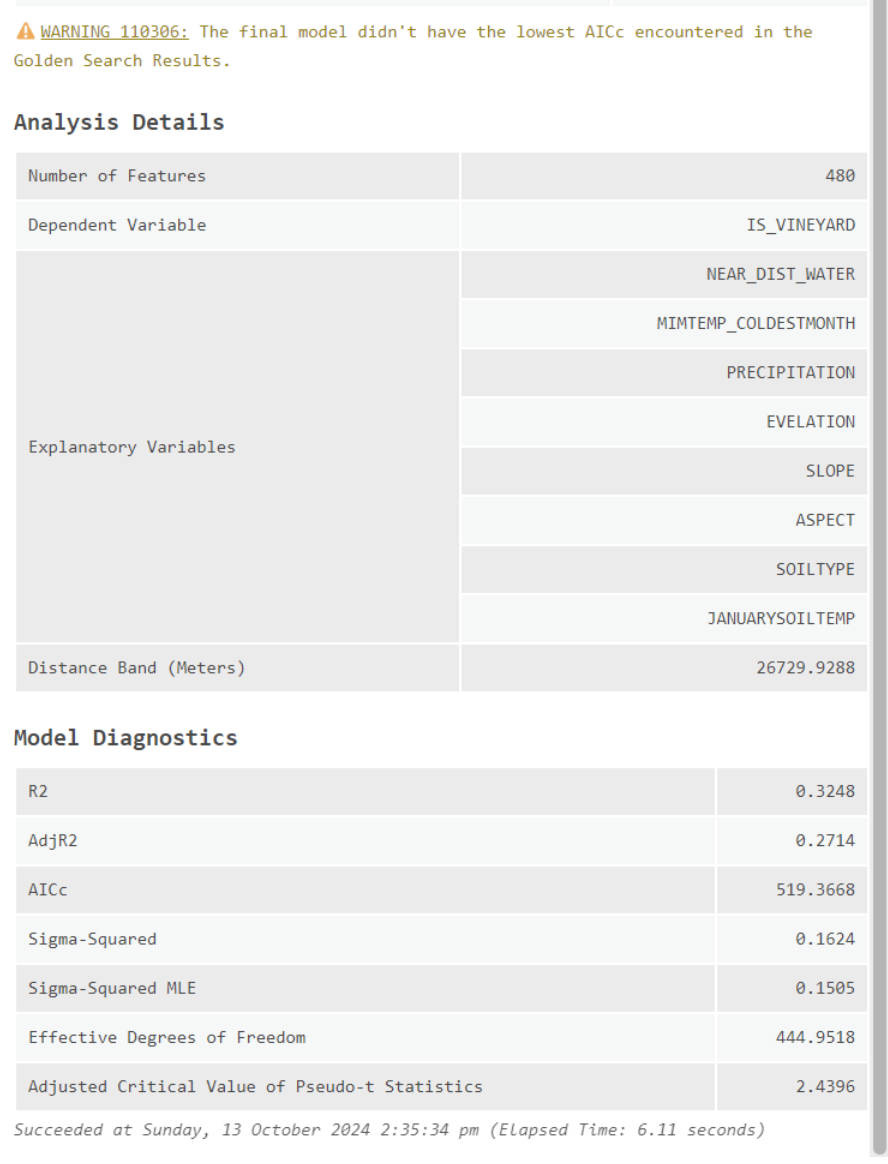 WARNING 110306: The final model didn't have the lowest AICc encountered in the
Golden Search Results.
Analysis Details
Number of Features 480
Dependent Variable IS_VINEYARD
Explanatory Variables
NEAR_DIST_WATER
MIMTEMP_COLDESTMONTH
PRECIPITATION
EVELATION
SLOPE
ASPECT
SOILTYPE
JANUARYSOILTEMP
Distance Band (Meters) 26729.9288
Model Diagnostics
R2 0.3248
AdjR2 0.2714
AICc 519.3668
Sigma-Squared 0.1624
Sigma-Squared MLE 0.1505
Effective Degrees of Freedom 444.9518
Adjusted Critical Value of Pseudo-t Statistics 2.4396
Succeeded at Sunday, 13 October 2024 2:35:34 pm (Elapsed Time: 6.11 seconds)